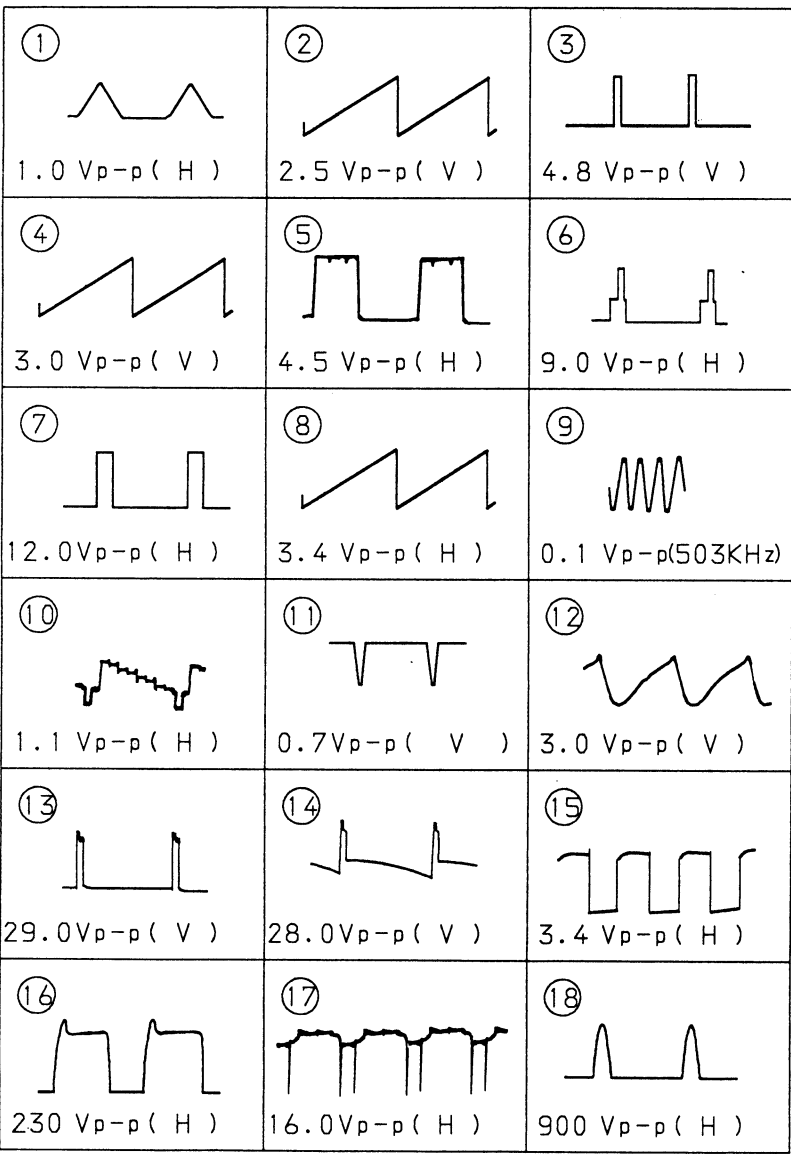 ① ② ③
1.0 Vp-p( H ) 2.5 Vp-p( V ) 4.8 Vp-p( V )
④ ⑤ ⑥
3.0 Vp-p( V ) 4.5 Vp-p( H ) 9.0 Vp-p( H )
⑦ ⑧ ⑨
12.0Vp-p( H ) 3.4 Vp-p( H ) 0.1 Vp-p(503KHz)
⑩ ⑪ ⑫
1.1 Vp-p( H ) 0.7Vp-p( V ) 3.0 Vp-p( V )
⑬ ⑭ ⑮
29.0Vp-p( V ) 28.0Vp-p( V ) 3.4 Vp-p( H )
⑯ ⑰ ⑱
230 Vp-p( H ) 16.0Vp-p( H ) 900 Vp-p( H )